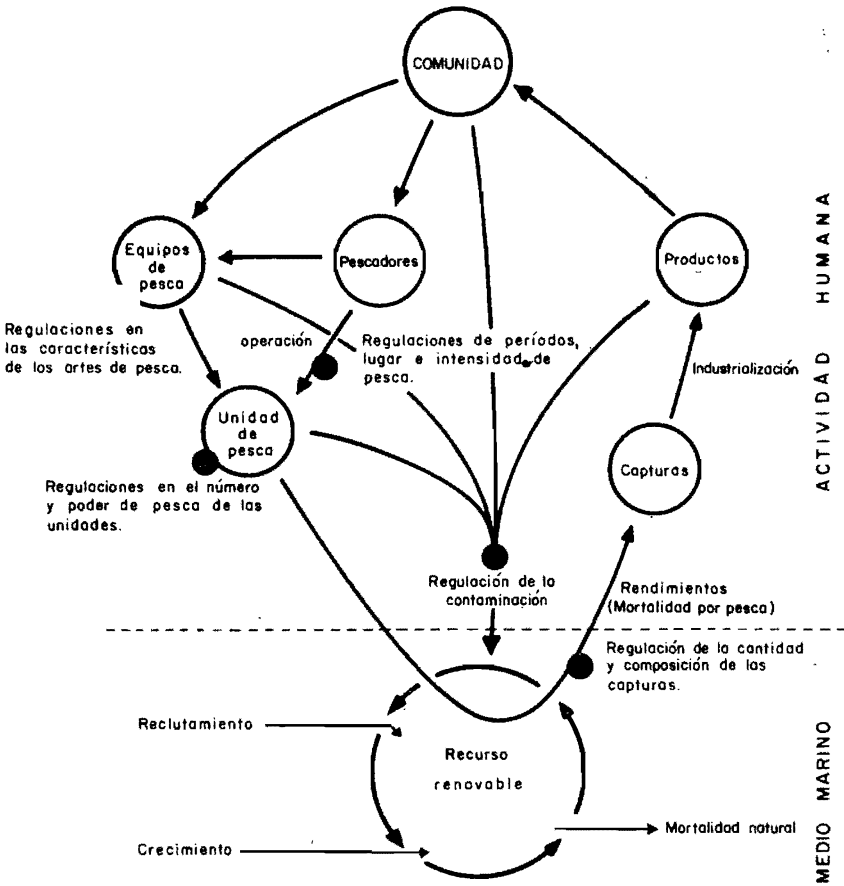 COMUNIDAD
Equipos
de
pesca
Pescadores
Productos
ACTIVIDAD HUMANA
Regulaciones en
las características
de los artes de pesca.
operación
Regulaciones de períodos,
lugar e intensidad de
pesca.
Industrialización
Unidad
de
pesca
Capturas
Regulaciones en el número
y poder de pesca de las
unidades.
Regulación de la
contaminación
Rendimientos
(Mortalidad por pesca)
Regulación de la cantidad
y composición de las
capturas.
Reclutamiento
Recurso
renovable
Mortalidad natural
Crecimiento
MEDIO MARINO